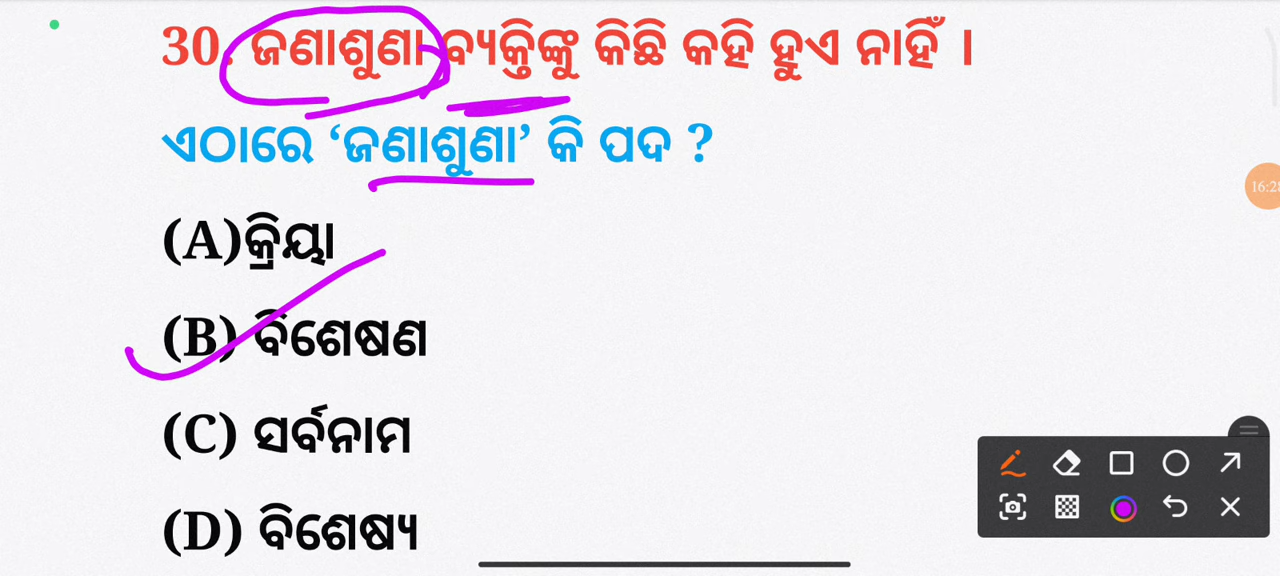 30. ଜଣାଶୁଣା ବ୍ୟକ୍ତିଙ୍କୁ କିଛି କହି ହୁଏ ନାହିଁ ।
ଏଠାରେ ‘ଜଣାଶୁଣା’ କି ପଦ ?
(A)କ୍ରିୟା
(B) ବିଶେଷଣ
(C) ସର୍ବନାମ
(D) ବିଶେଷ୍ୟ